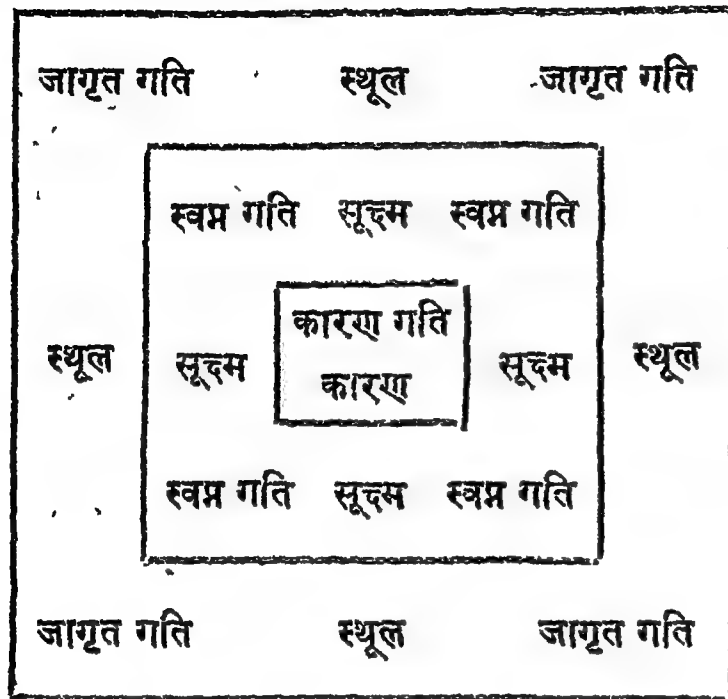 जागृत गति स्थूल जागृत गति
स्वप्न गति सूक्ष्म स्वप्न गति
कारण गति
स्थूल सूक्ष्म सूक्ष्म स्थूल
कारण
स्वप्न गति सूक्ष्म स्वप्न गति
जागृत गति स्थूल जागृत गति